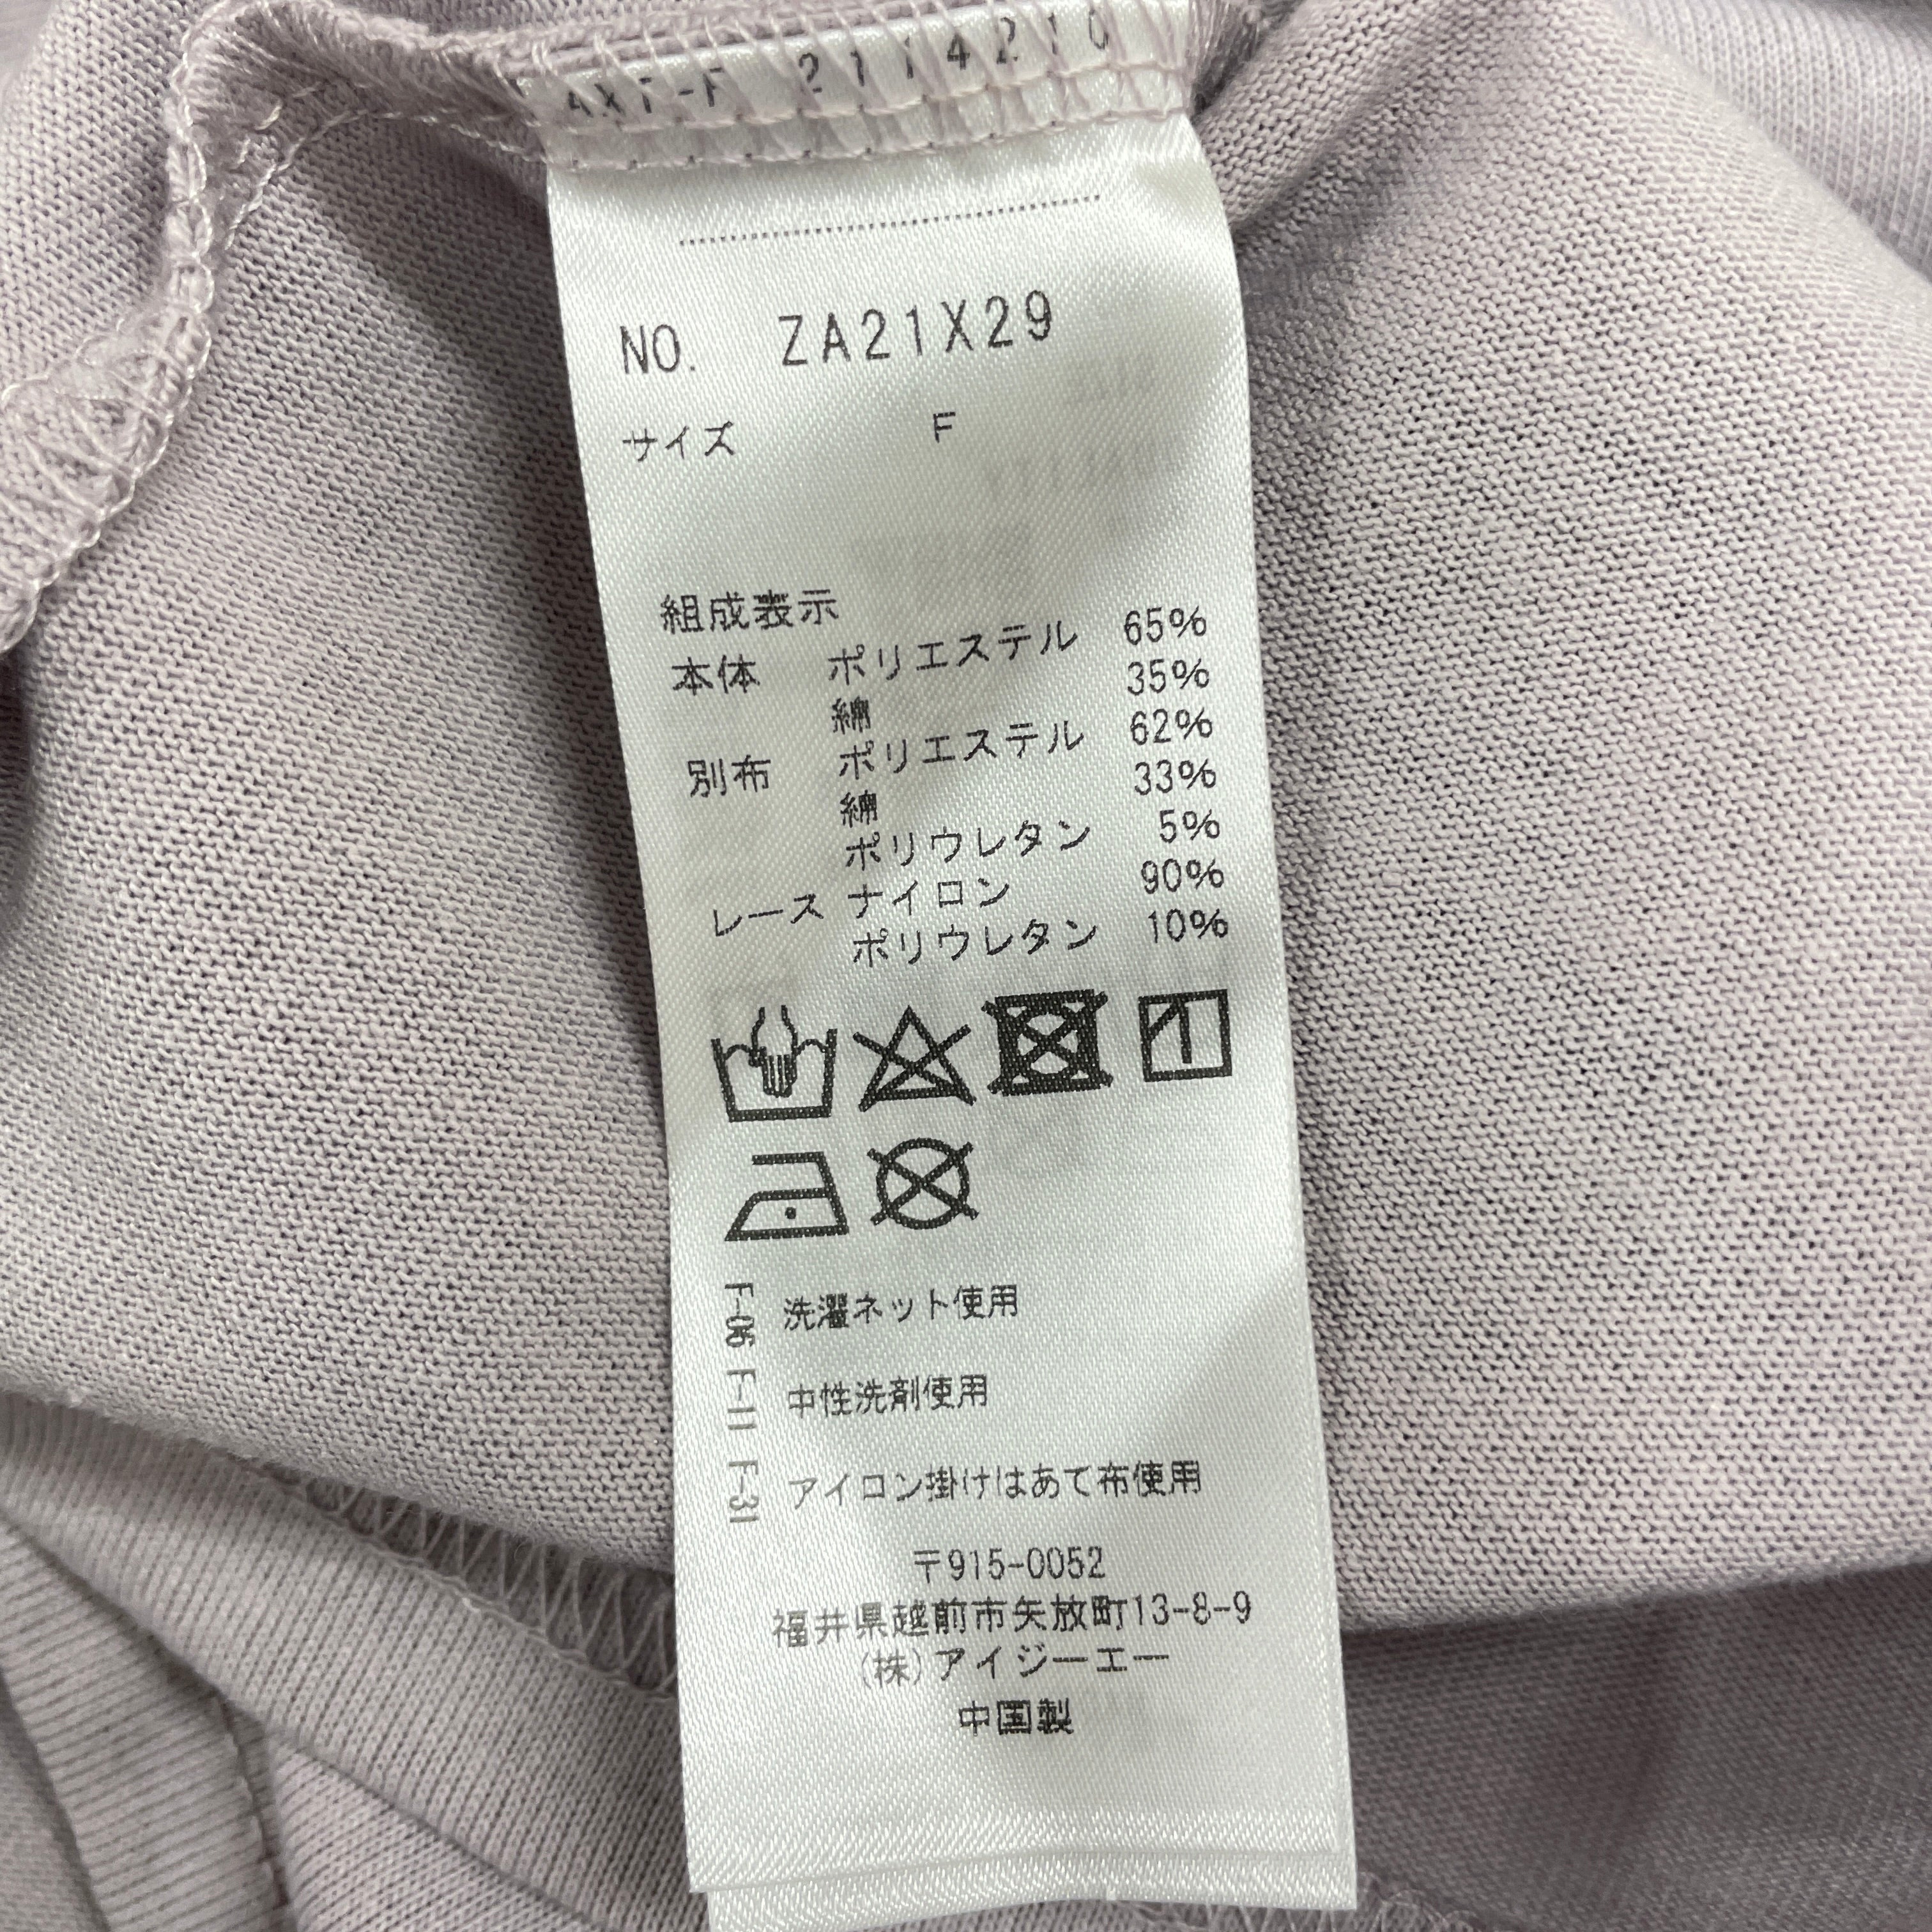 AXF-F 2114210
NO. ZA21X29
サイズ F
組成表示
本体 ポリエステル 65%
綿 35%
別布 ポリエステル 62%
綿 33%
ポリウレタン 5%
レース ナイロン 90%
ポリウレタン 10%
F-06 洗濯ネット使用
F-11 中性洗剤使用
F-31 アイロン掛けはあて布使用
〒915-0052
福井県越前市矢放町13-8-9
(株)アイジーエー
中国製